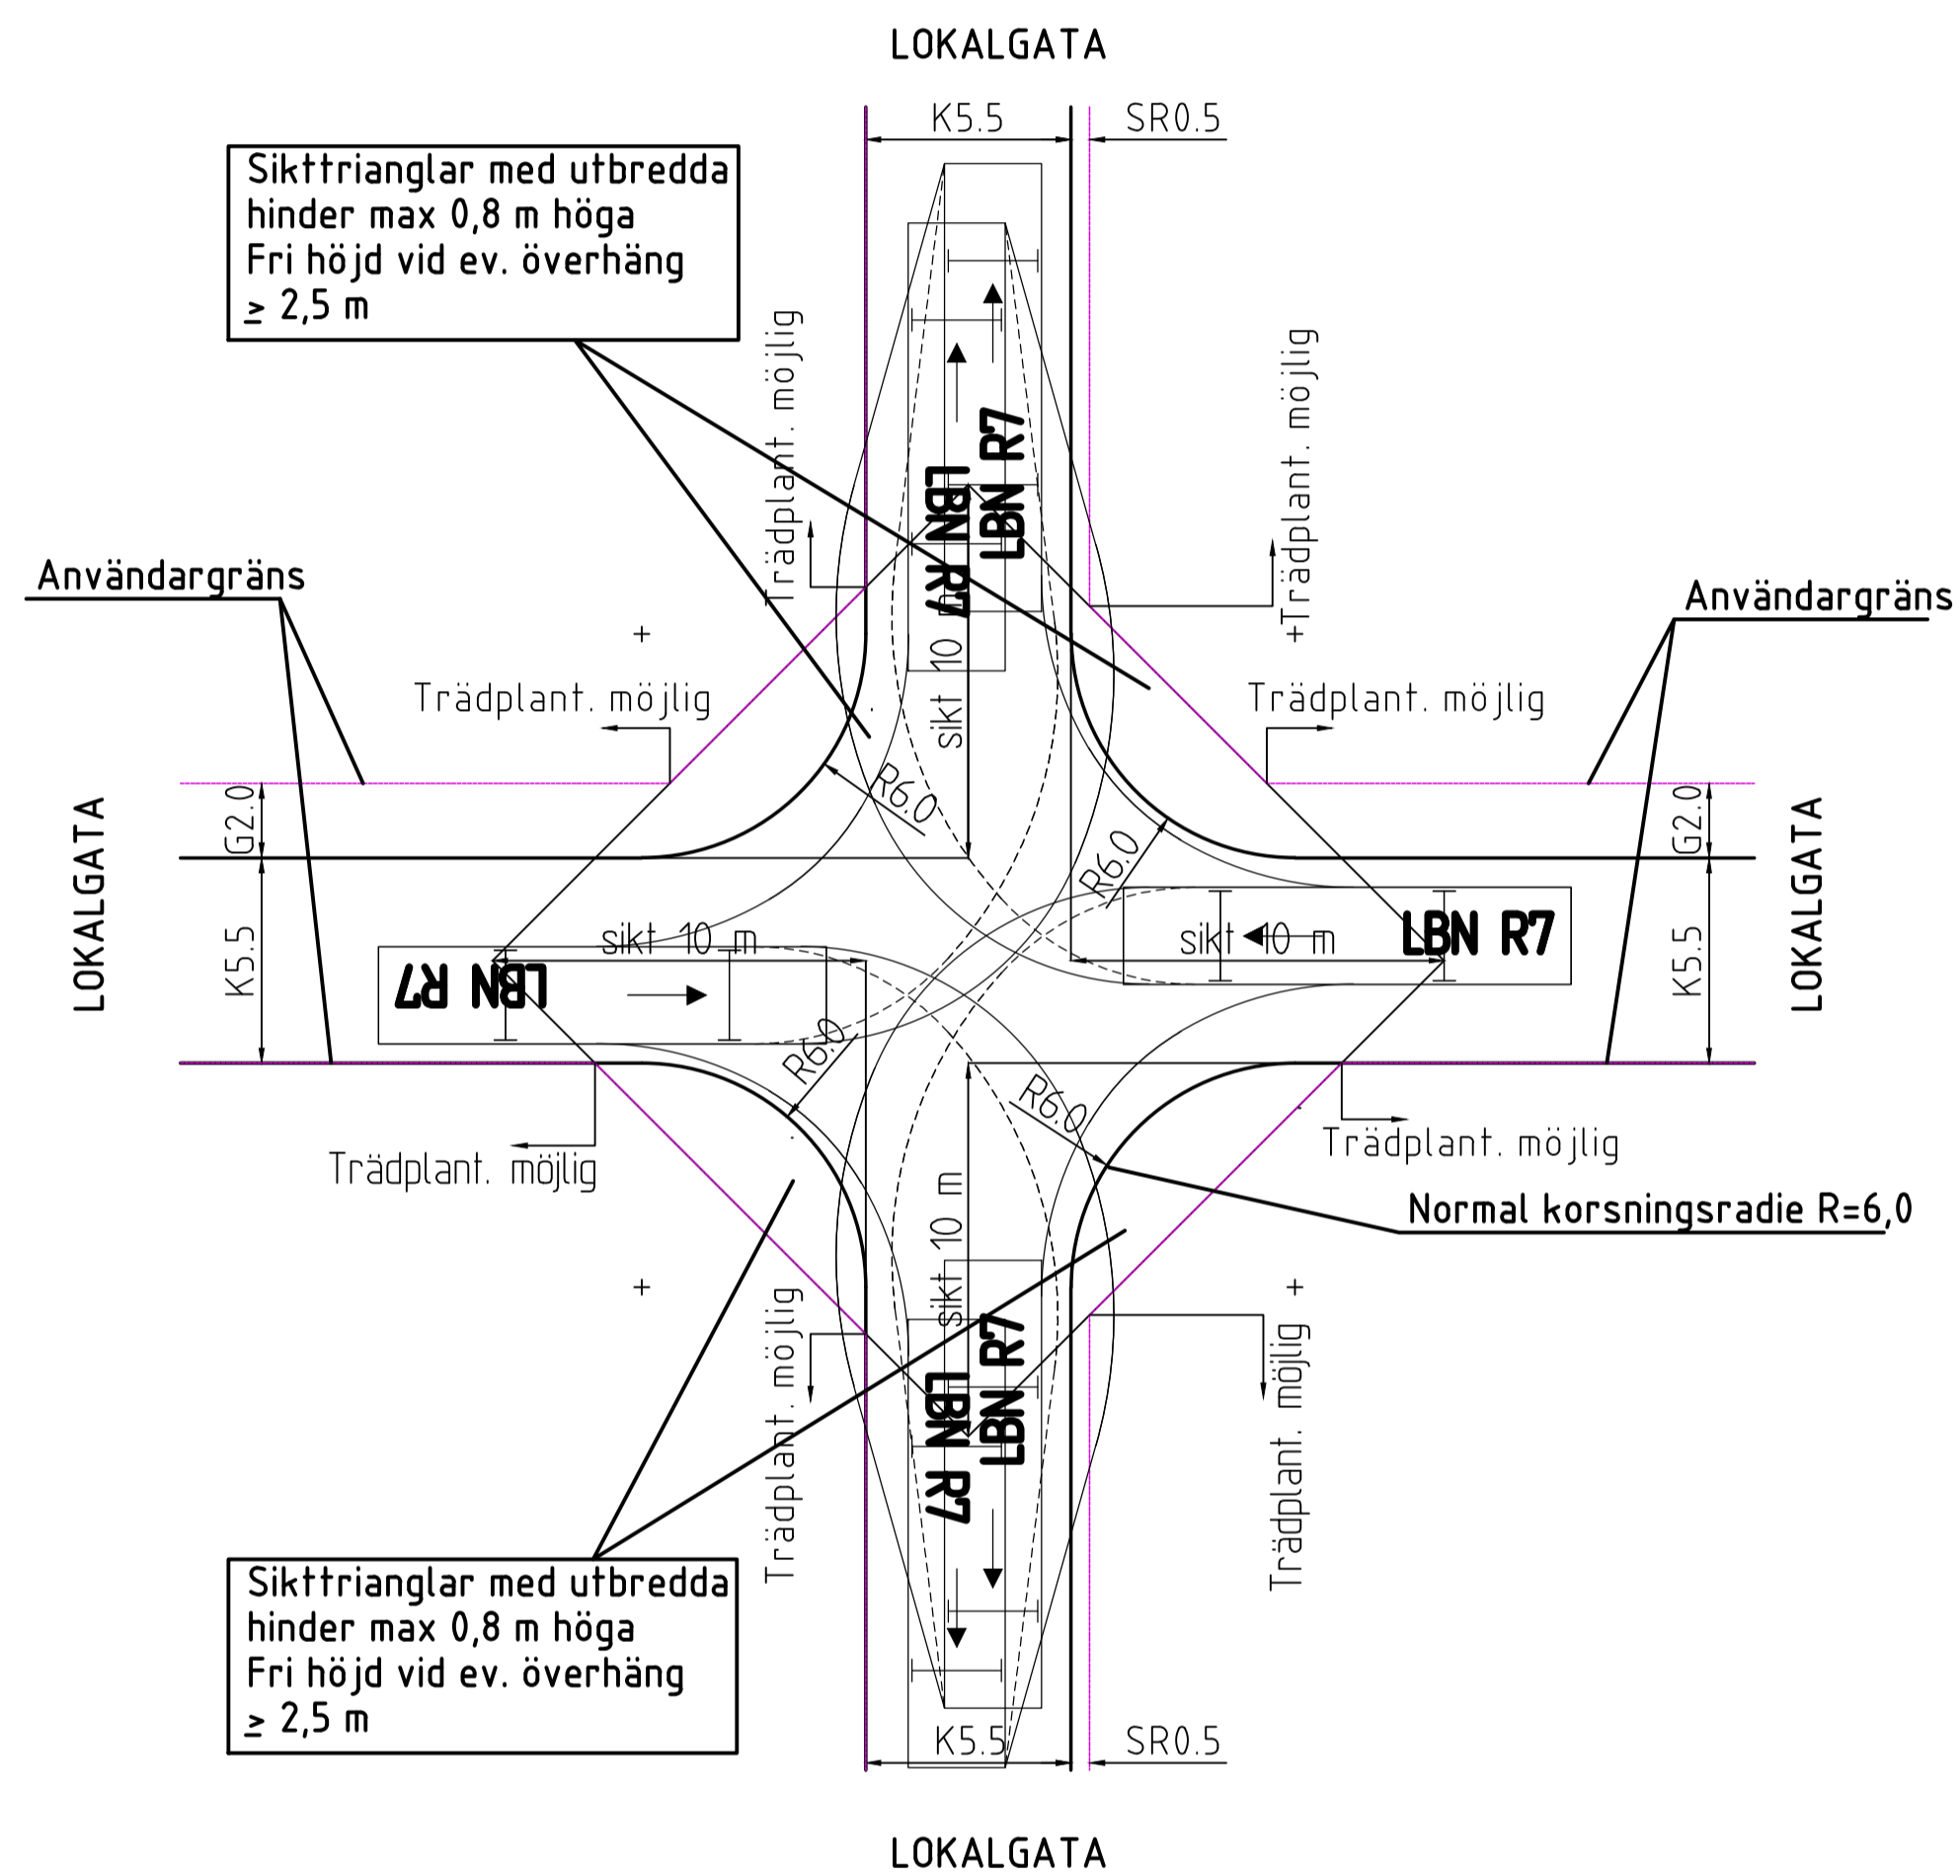 LOKALGATA
K5.5
SR0.5
Sikttrianglar med utbredda
hinder max 0,8 m höga
Fri höjd vid ev. överhäng
≥ 2,5 m
Trädplant. möjlig
Trädplant. möjlig
LBN R7
LBN R7
Användargräns
Användargräns
sikt 10 m
Trädplant. möjlig
Trädplant. möjlig
R6.0
R6.0
LOKALGATA
G2.0
K5.5
G2.0
K5.5
LOKALGATA
sikt 10 m
sikt 10 m
LBN R7
LBN R7
R6.0
R6.0
Trädplant. möjlig
Trädplant. möjlig
Normal korsningsradie R=6,0
sikt 10 m
Trädplant. möjlig
Trädplant. möjlig
LBN R7
LBN R7
Sikttrianglar med utbredda
hinder max 0,8 m höga
Fri höjd vid ev. överhäng
≥ 2,5 m
K5.5
SR0.5
LOKALGATA